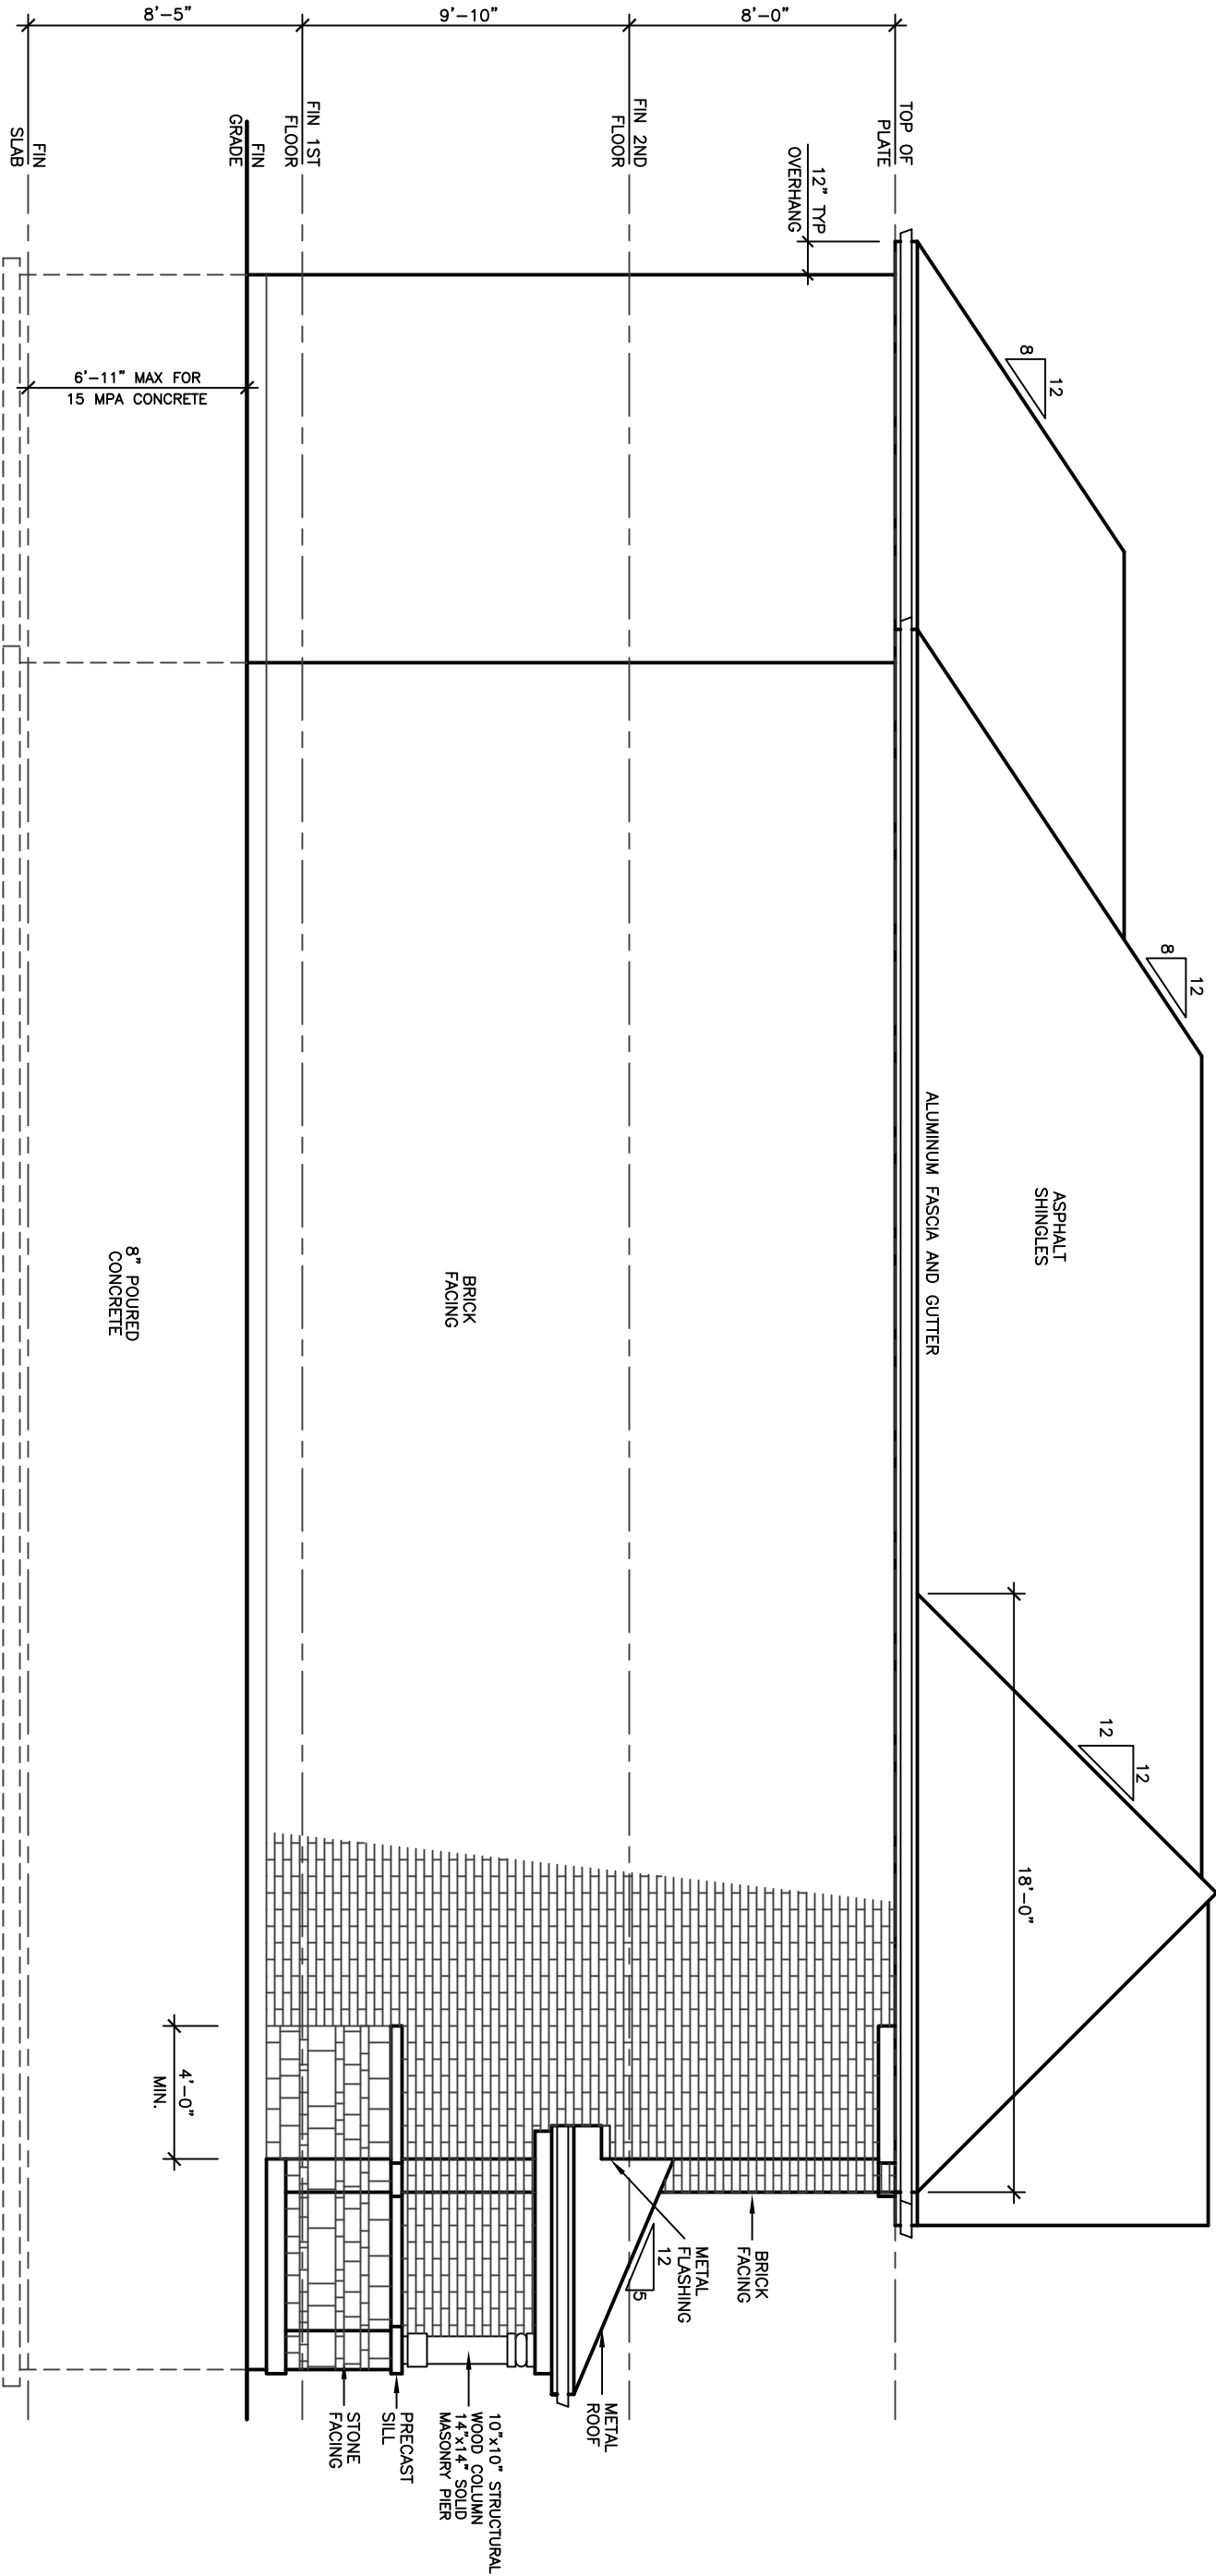 8
12
8
12
ASPHALT
SHINGLES
12
12
18'-0"
ALUMINUM FASCIA AND GUTTER
TOP OF
PLATE
12" TYP
OVERHANG
8'-0"
FIN 2ND
FLOOR
9'-10"
FIN 1ST
FLOOR
FIN
GRADE
8'-5"
FIN
SLAB
6'-11" MAX FOR
15 MPA CONCRETE
BRICK
FACING
8" POURED
CONCRETE
4'-0"
MIN.
BRICK
FACING
METAL
FLASHING
12
5
METAL
ROOF
10"x10" STRUCTURAL
WOOD COLUMN
14"x14" SOLID
MASONRY PIER
PRECAST
SILL
STONE
FACING